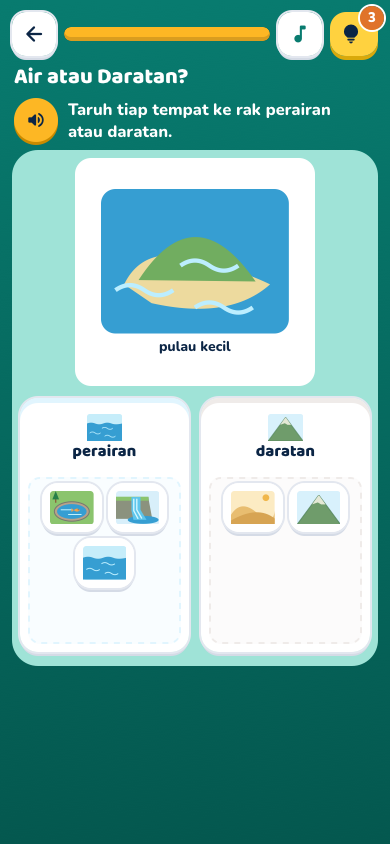 3
Air atau Daratan?
Taruh tiap tempat ke rak perairan
atau daratan.
pulau kecil
perairan
daratan